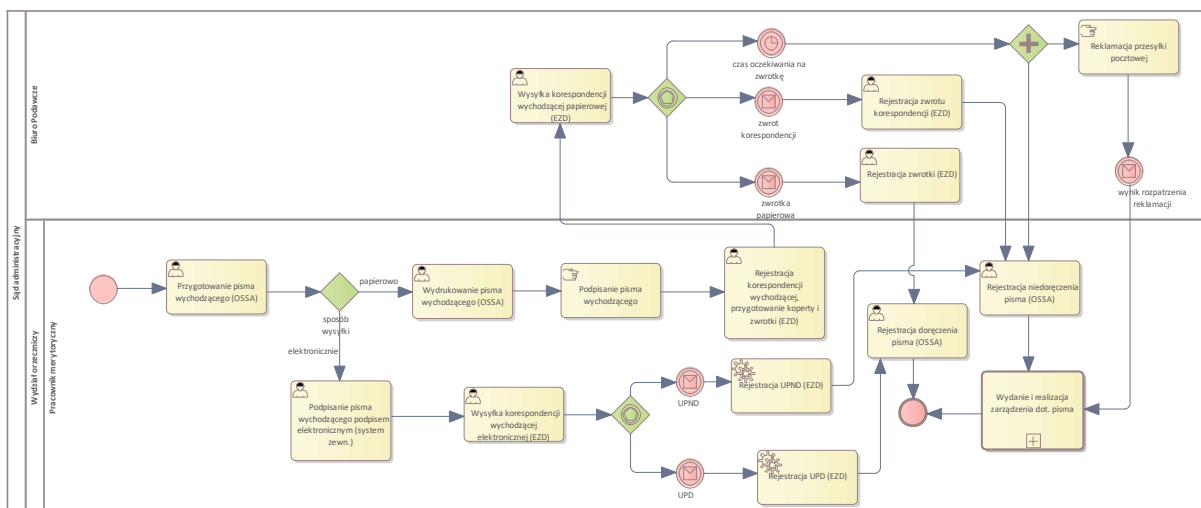 Sąd administracyjny
Biuro Podawcze
czas oczekiwania na
zwrotkę
Reklamacja przesyłki
pocztowej
Wysyłka korespondencji
wychodzącej papierowej
(EZD)
zwrot
korespondencji
Rejestracja zwrotu
korespondencji (EZD)
zwrotka
papierowa
Rejestracja zwrotki (EZD)
wynik rozpatrzenia
reklamacji
Wydział orzeczniczy
Pracownik merytoryczny
Przygotowanie pisma
wychodzącego (OSSA)
sposób
wysyłki
papierowo
elektronicznie
Wydrukowanie pisma
wychodzącego (OSSA)
Podpisanie pisma
wychodzącego
Rejestracja
korespondencji
wychodzącej,
przygotowanie koperty i
zwrotki (EZD)
Rejestracja niedoręczenia
pisma (OSSA)
Rejestracja doręczenia
pisma (OSSA)
Podpisanie pisma
wychodzącego podpisem
elektronicznym (system
zewn.)
Wysyłka korespondencji
wychodzącej
elektronicznej (EZD)
UPND
Rejestracja UPND (EZD)
UPD
Rejestracja UPD (EZD)
Wydanie i realizacja
zarządzenia dot. pisma